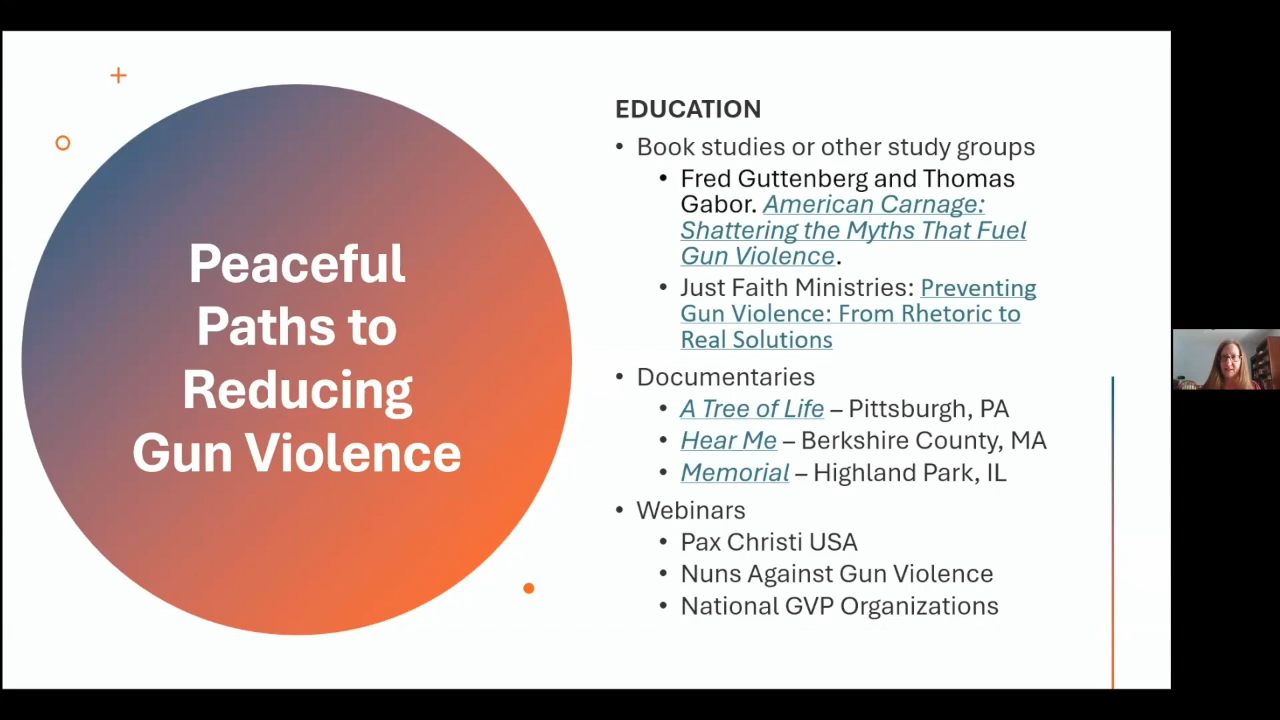 Peaceful
Paths to
Reducing
Gun Violence
EDUCATION
• Book studies or other study groups
• Fred Guttenberg and Thomas
Gabor. American Carnage:
Shattering the Myths That Fuel
Gun Violence.
• Just Faith Ministries: Preventing
Gun Violence: From Rhetoric to
Real Solutions
• Documentaries
• A Tree of Life – Pittsburgh, PA
• Hear Me – Berkshire County, MA
• Memorial – Highland Park, IL
• Webinars
• Pax Christi USA
• Nuns Against Gun Violence
• National GVP Organizations